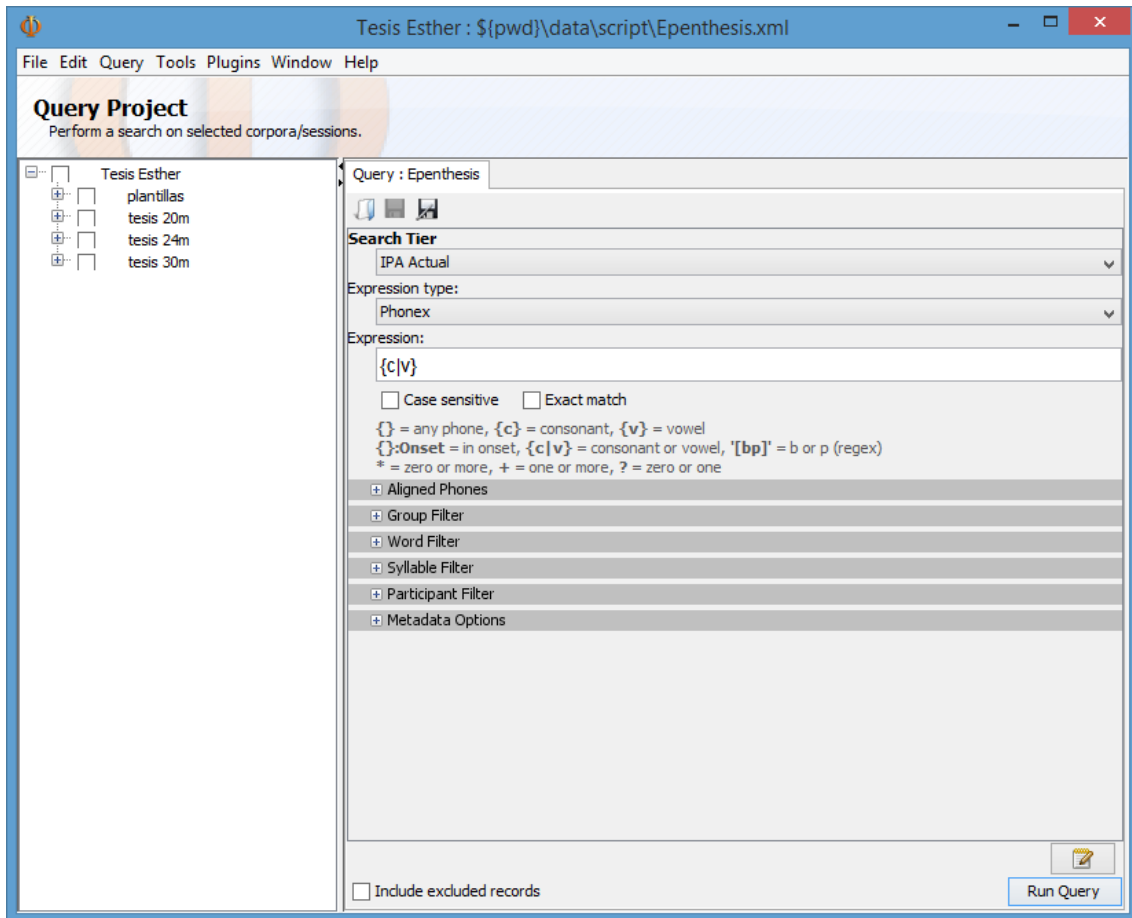 Tesis Esther : ${pwd}\data\script\Epenthesis.xml
File Edit Query Tools Plugins Window Help
Query Project
Perform a search on selected corpora/sessions.
Tesis Esther
plantillas
tesis 20m
tesis 24m
tesis 30m
Query : Epenthesis
Search Tier
IPA Actual
Expression type:
Phonex
Expression:
{c|v}
Case sensitive Exact match
{} = any phone, {c} = consonant, {v} = vowel
{}:Onset = in onset, {c|v} = consonant or vowel, '[bp]' = b or p (regex)
* = zero or more, + = one or more, ? = zero or one
Aligned Phones
Group Filter
Word Filter
Syllable Filter
Participant Filter
Metadata Options
Include excluded records
Run Query